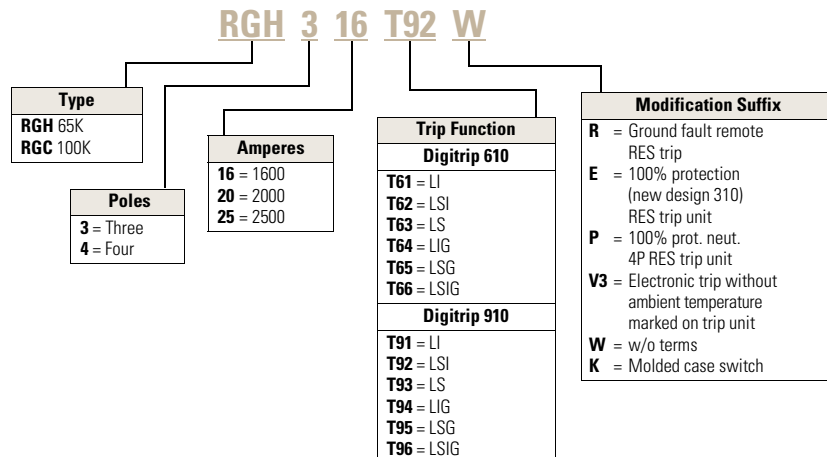 RGH 3 16 T92 W
Type
RGH 65K
RGC 100K
Poles
3 = Three
4 = Four
Amperes
16 = 1600
20 = 2000
25 = 2500
Trip Function
Digitrip 610
T61 = LI
T62 = LSI
T63 = LS
T64 = LIG
T65 = LSG
T66 = LSIG
Digitrip 910
T91 = LI
T92 = LSI
T93 = LS
T94 = LIG
T95 = LSG
T96 = LSIG
Modification Suffix
R = Ground fault remote
RES trip
E = 100% protection
(new design 310)
RES trip unit
P = 100% prot. neut.
4P RES trip unit
V3 = Electronic trip without
ambient temperature
marked on trip unit
W = w/o terms
K = Molded case switch